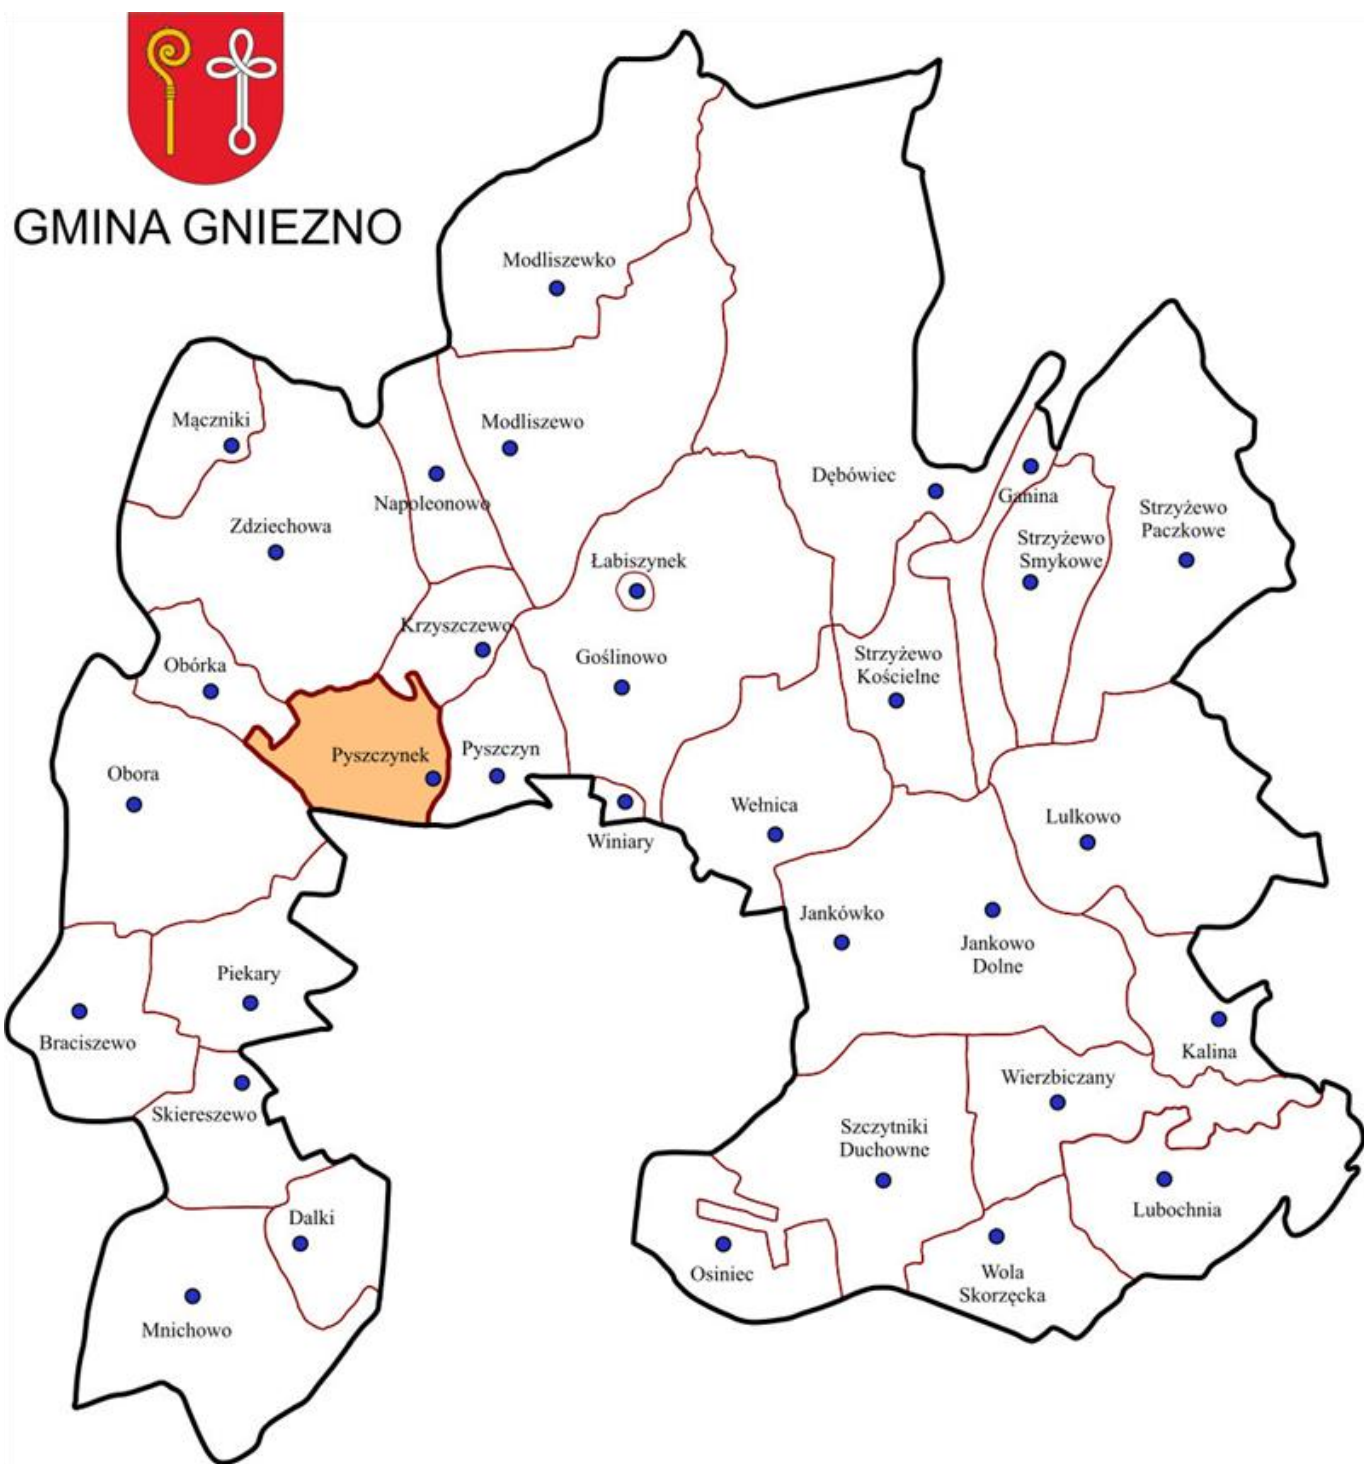 GMINA GNIEZNO
Modliszewko
Mączniki
Modliszewo
Napoleonowo
Dębówiec
Ganina
Strzyżewo
Paczkowe
Zdziechowa
Strzyżewo
Smykowe
Łabiszynek
Krzyszczewo
Obórka
Goślinowo
Strzyżewo
Kościelne
Pyszczynek
Pyszczyn
Obora
Winiary
Wełnica
Lulkowo
Jankówko
Jankowo
Dolne
Piekary
Braciszewo
Kalina
Skiereszewo
Wierzbiczany
Szczytniki
Duchowne
Lubochnia
Dalki
Osiniec
Wola
Skorzęcka
Mnichowo